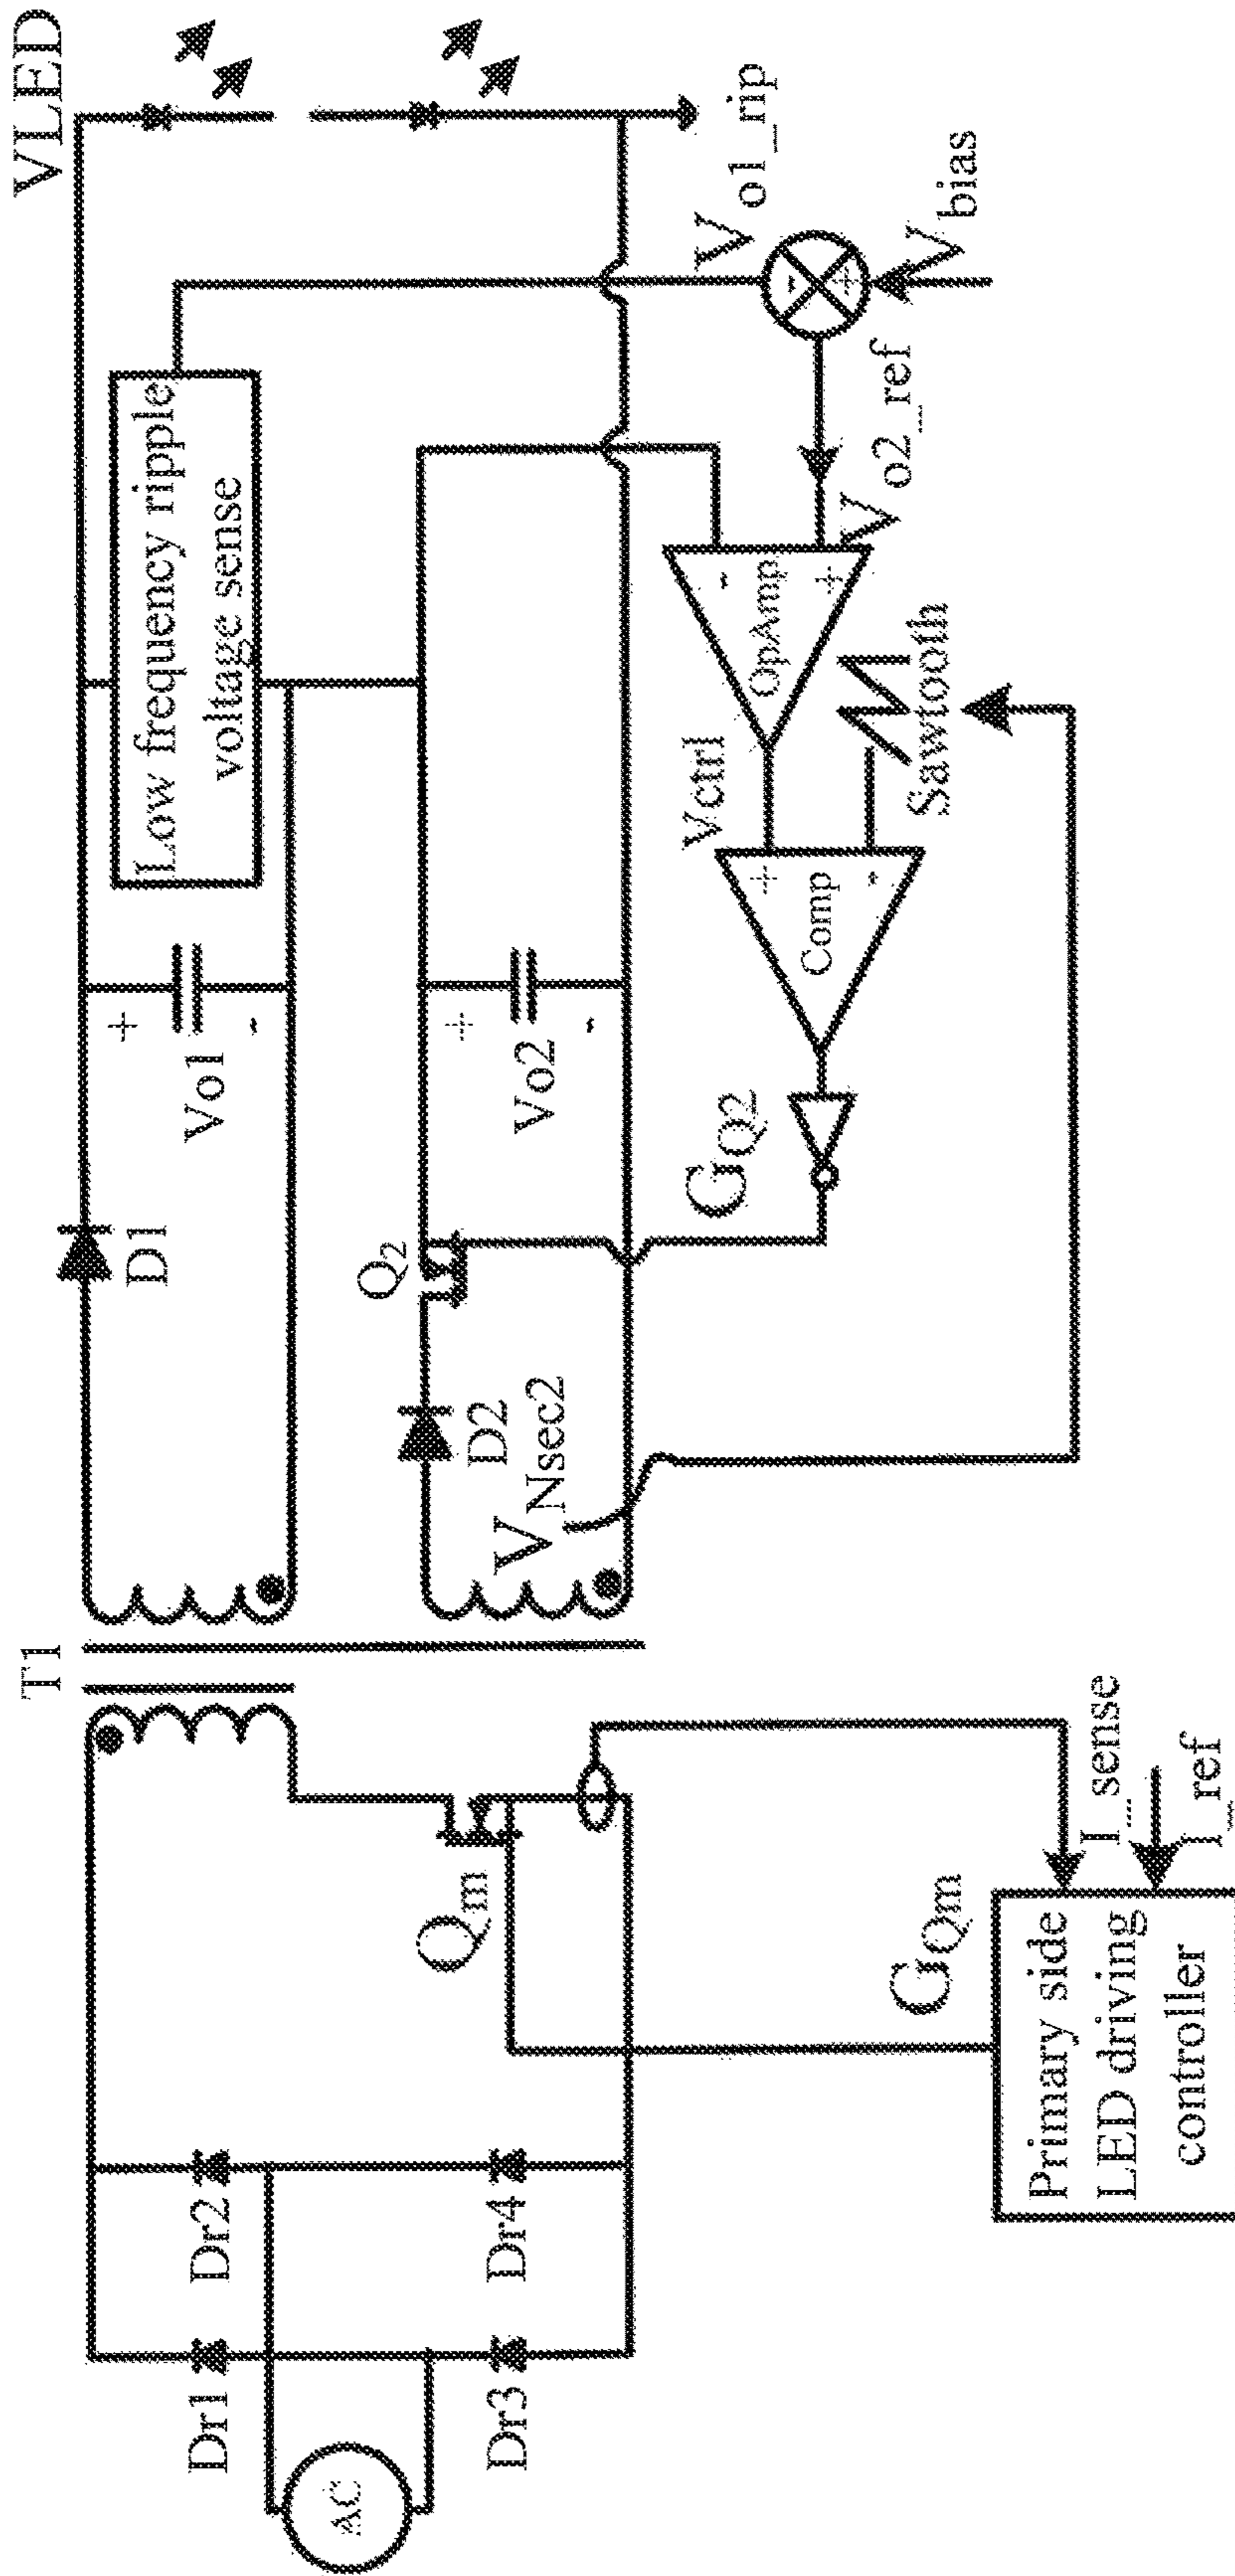 T1
VLED
D1
+
Vo1
-
Low frequency ripple
voltage sense
Dr1
Dr2
AC
Dr3
Dr4
Qm
Q2
D2
VNsec2
+
Vo2
-
Vo1_rip
-
+
Vbias
Vo2_ref
-
+
OpAmp
Vctrl
+
-
Comp
Sawtooth
GQ2
GQm
I_sense
I_ref
Primary side
LED driving
controller